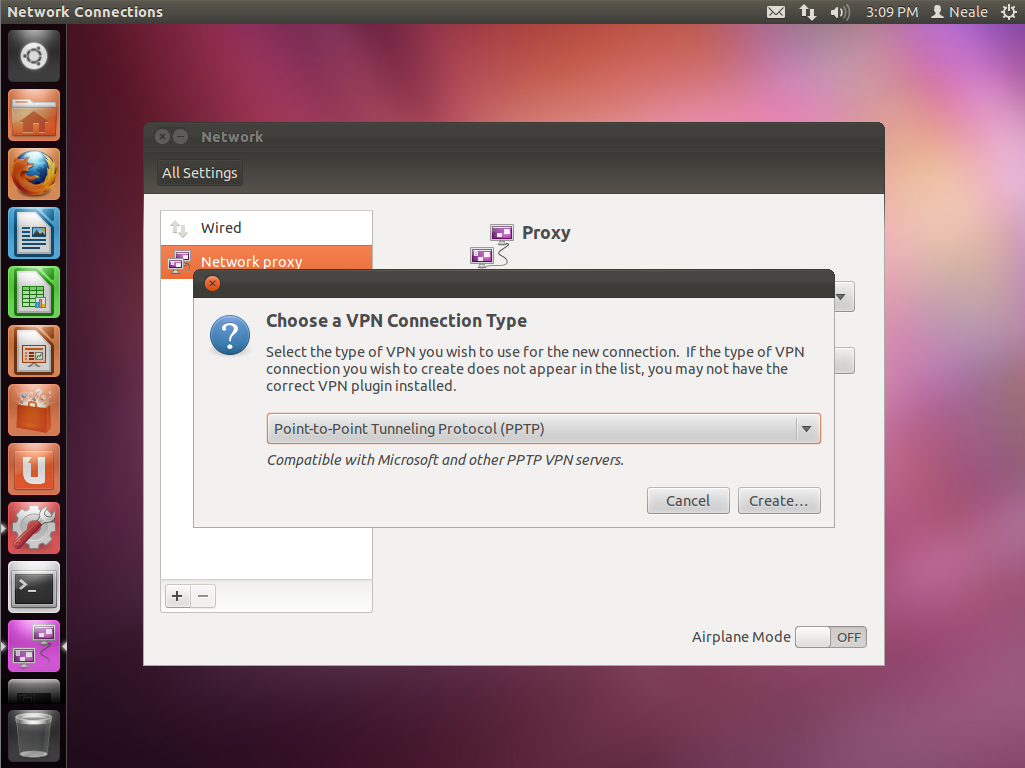 Network Connections
3:09 PM Neale
Network
All Settings
Wired
Network proxy
Proxy
Choose a VPN Connection Type
Select the type of VPN you wish to use for the new connection.  If the type of VPN
connection you wish to create does not appear in the list, you may not have the
correct VPN plugin installed.
Point-to-Point Tunneling Protocol (PPTP)
Compatible with Microsoft and other PPTP VPN servers.
Cancel Create…
Airplane Mode OFF